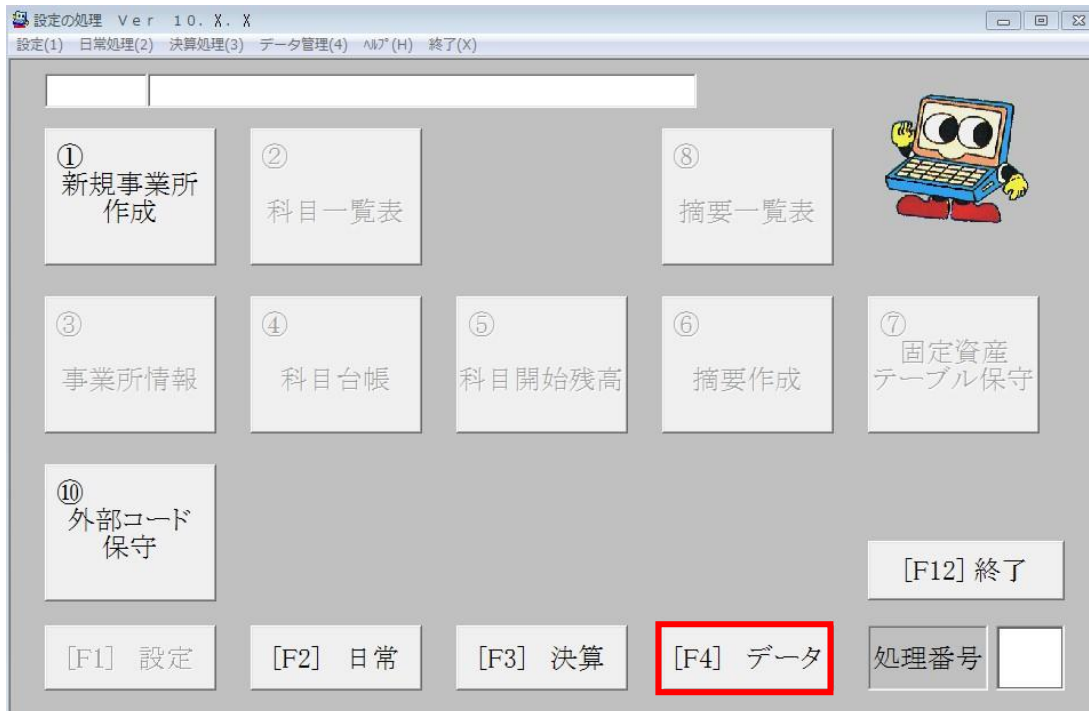 設定の処理 Ver 10. X. X
設定(1) 日常処理(2) 決算処理(3) データ管理(4) ﾍﾙﾌﾟ(H) 終了(X)
①
新規事業所
作成
②
科目一覧表
⑧
摘要一覧表
③
事業所情報
④
科目台帳
⑤
科目開始残高
⑥
摘要作成
⑦
固定資産
テーブル保守
⑩
外部コード
保守
[F12] 終了
[F1] 設定
[F2] 日常
[F3] 決算
[F4] データ
処理番号